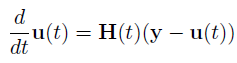 d/dt u(t) = H(t)(y − u(t))